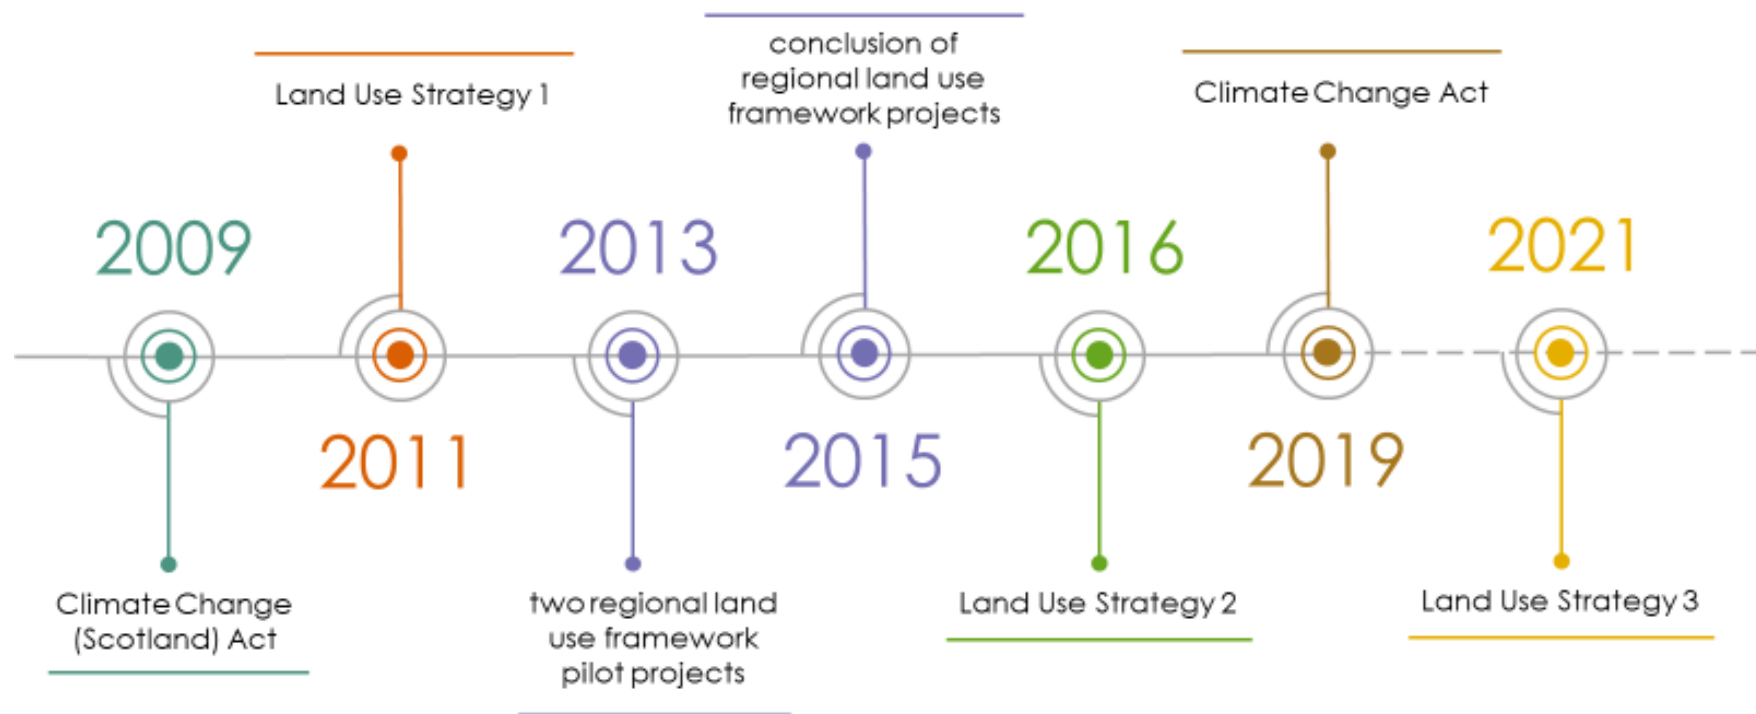 2009
Climate Change
(Scotland) Act
Land Use Strategy 1
2011
2013
two regional land
use framework
pilot projects
conclusion of
regional land use
framework projects
2015
2016
Land Use Strategy 2
Climate Change Act
2019
2021
Land Use Strategy 3